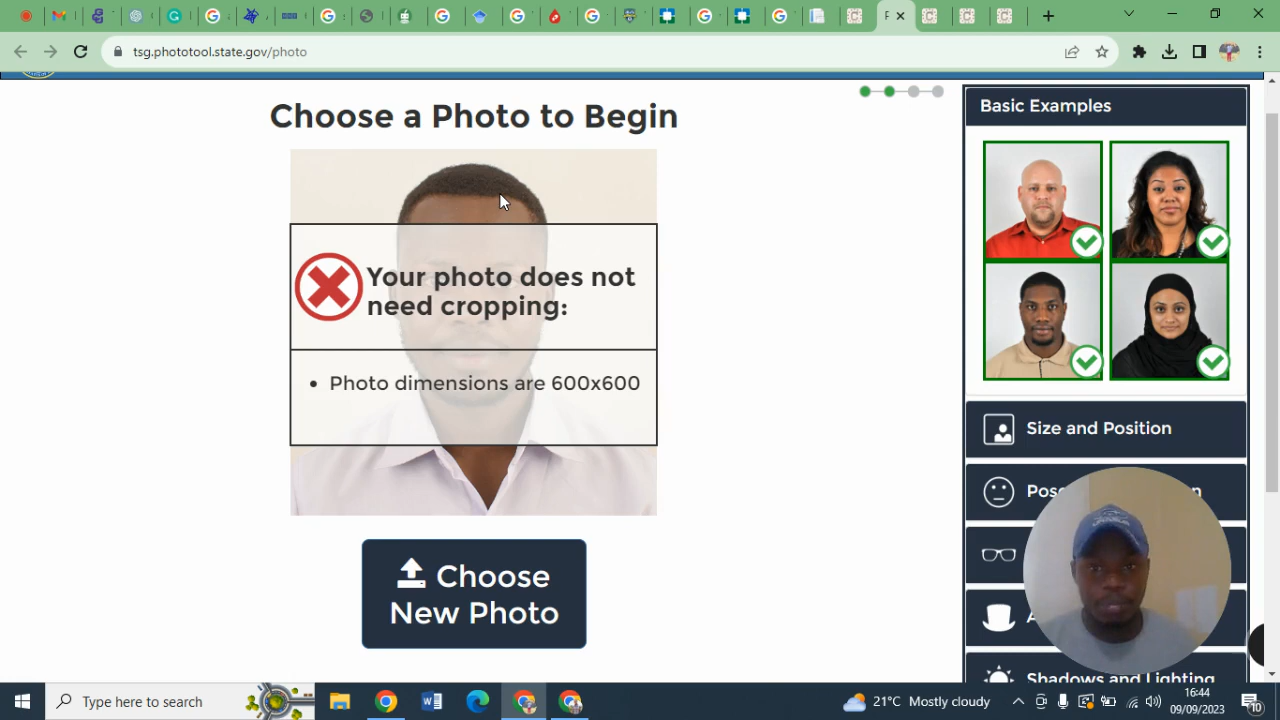 tsg.phototool.state.gov/photo
Choose a Photo to Begin
Your photo does not
need cropping:
• Photo dimensions are 600x600
Choose
New Photo
Basic Examples
Size and Position
Shadows and Lighting
Type here to search
21°C Mostly cloudy
16:44
09/09/2023
10